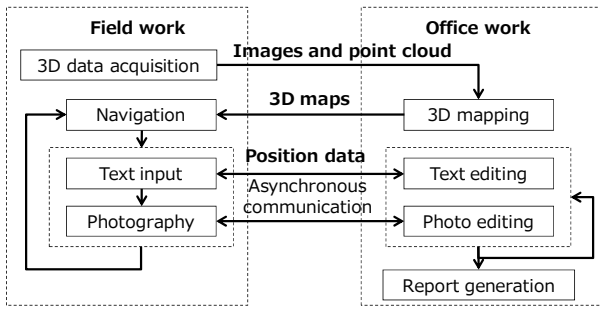 Field work
Office work
Images and point cloud
3D data acquisition
3D maps
Navigation
3D mapping
Position data
Text input
Text editing
Asynchronous
communication
Photography
Photo editing
Report generation